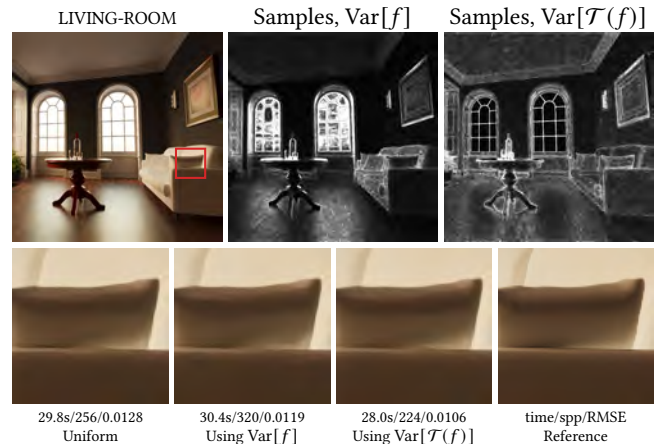 LIVING-ROOM
Samples, Var[f]
Samples, Var[𝒯(f)]
29.8s/256/0.0128
Uniform
30.4s/320/0.0119
Using Var[f]
28.0s/224/0.0106
Using Var[𝒯(f)]
time/spp/RMSE
Reference